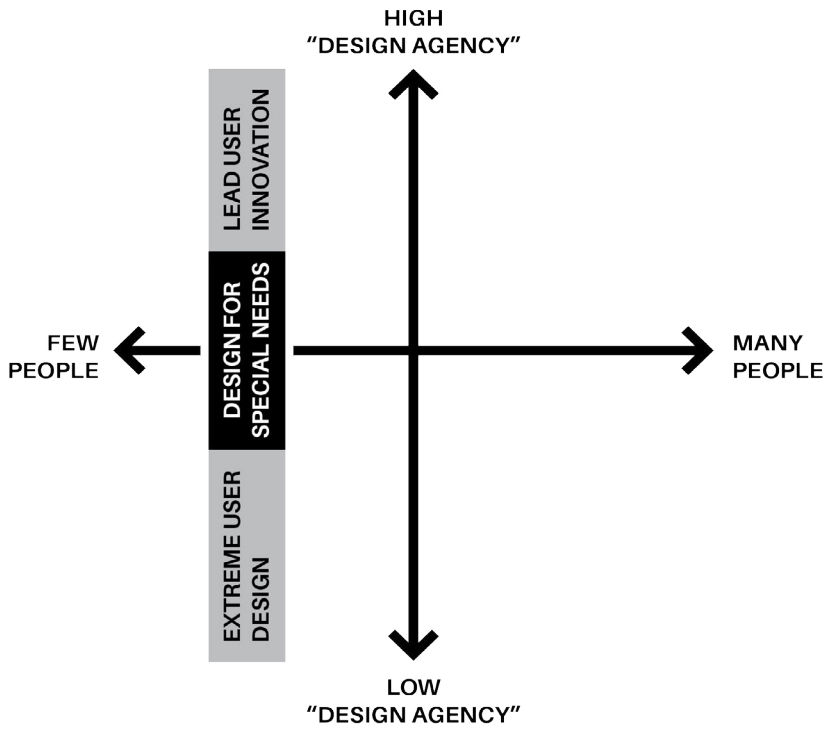 HIGH
“DESIGN AGENCY”
LEAD USER
INNOVATION
DESIGN FOR
SPECIAL NEEDS
FEW
PEOPLE
MANY
PEOPLE
EXTREME USER
DESIGN
LOW
“DESIGN AGENCY”